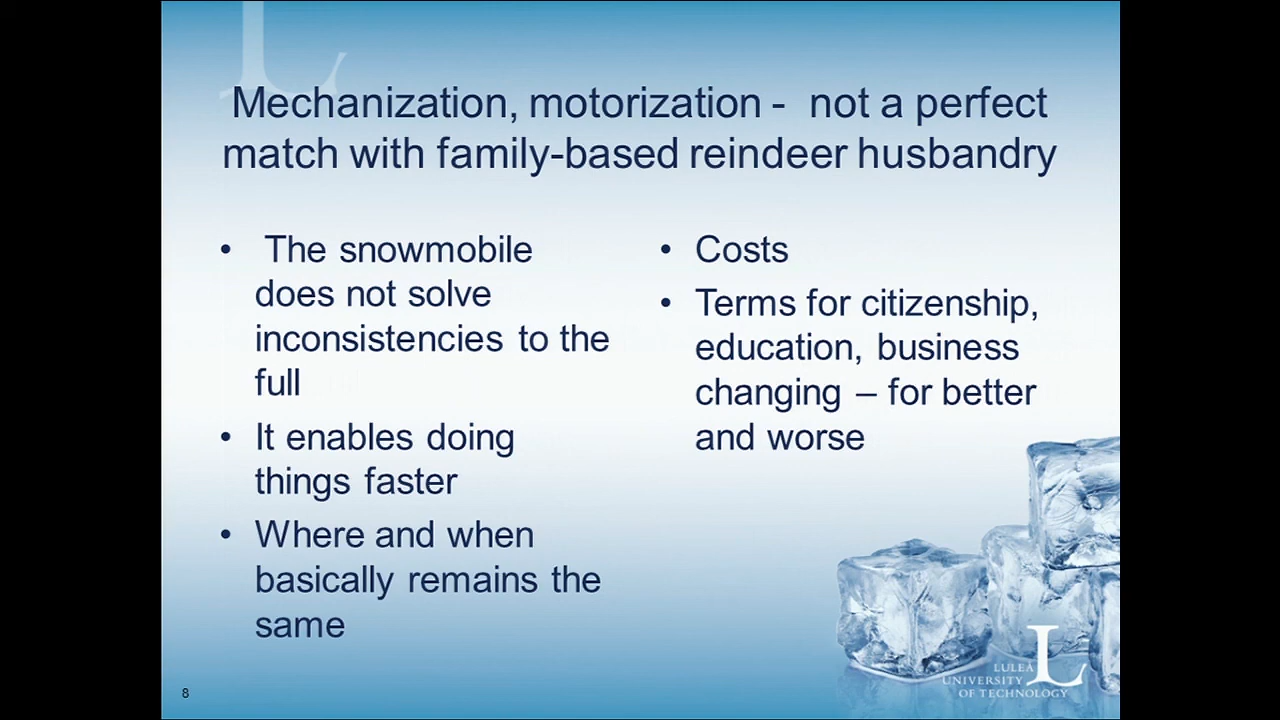 Mechanization, motorization -  not a perfect
match with family-based reindeer husbandry
• The snowmobile
does not solve
inconsistencies to the
full
• It enables doing
things faster
• Where and when
basically remains the
same
• Costs
• Terms for citizenship,
education, business
changing – for better
and worse
8
L
LULEÅ
UNIVERSITY
OF TECHNOLOGY